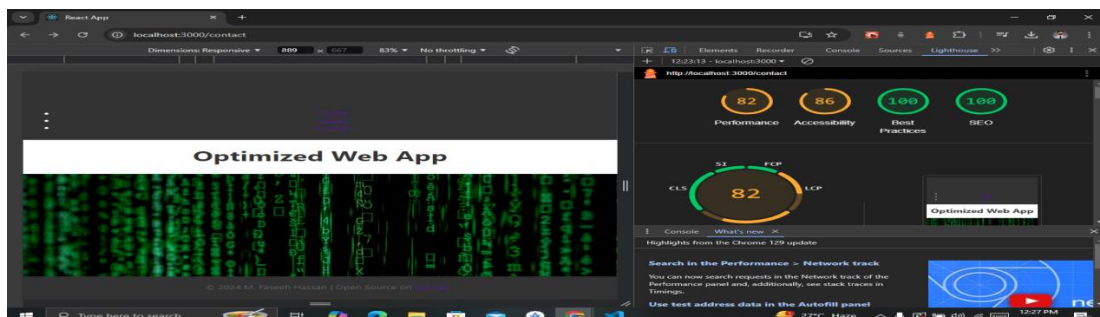 React App
localhost:3000/contact
Dimensions: Responsive 889 × 667 83% No throttling
Elements Recorder Console Sources Lighthouse
12:23:13 - localhost:3000
http://localhost:3000/contact
82 86 100 100
Performance Accessibility Best Practices SEO
SI FCP
CLS LCP
82
Optimized Web App
Optimized Web App
Console What's new
Highlights from the Chrome 129 update
Search in the Performance > Network track
You can now search requests in the Network track of the
Performance panel and, additionally, see stack traces in
Timings.
Use test address data in the Autofill panel
© 2024 M. Faseeh Hassan | Open Source on
Type here to search
27°C Haze
12:27 PM